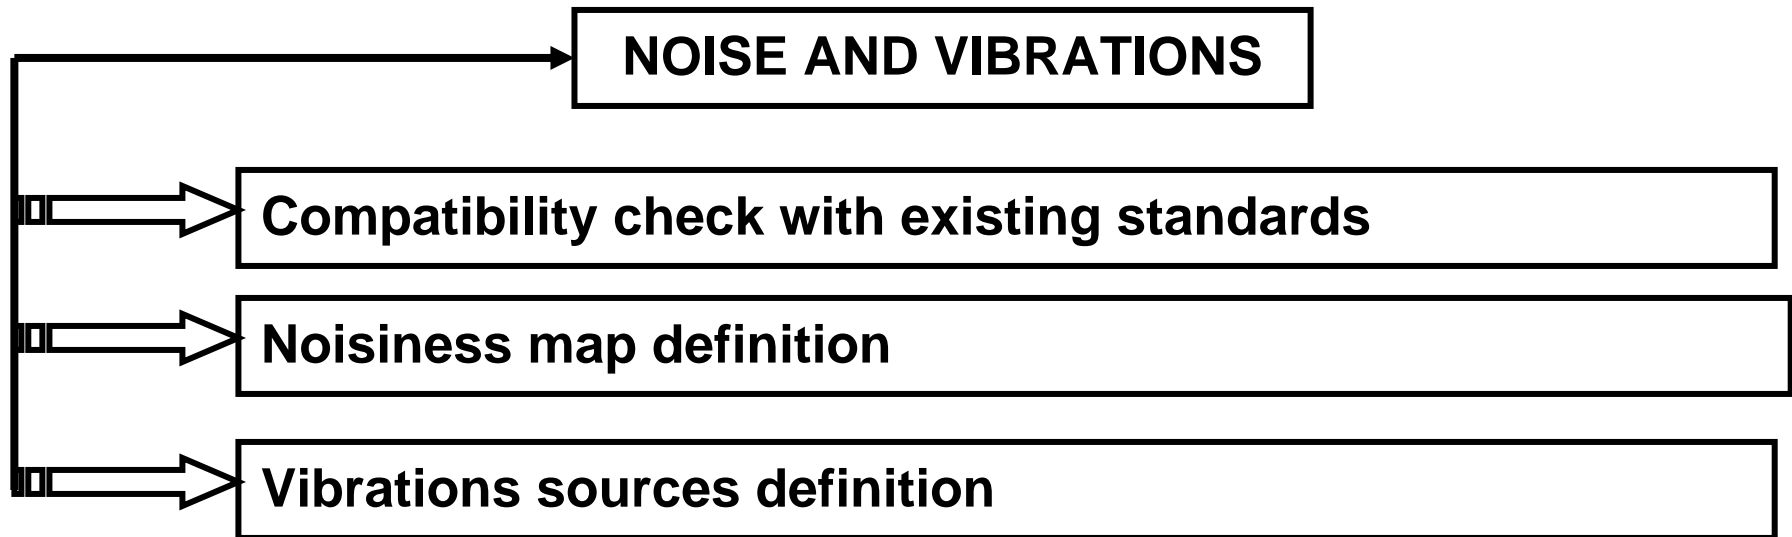 NOISE AND VIBRATIONS
Compatibility check with existing standards
Noisiness map definition
Vibrations sources definition